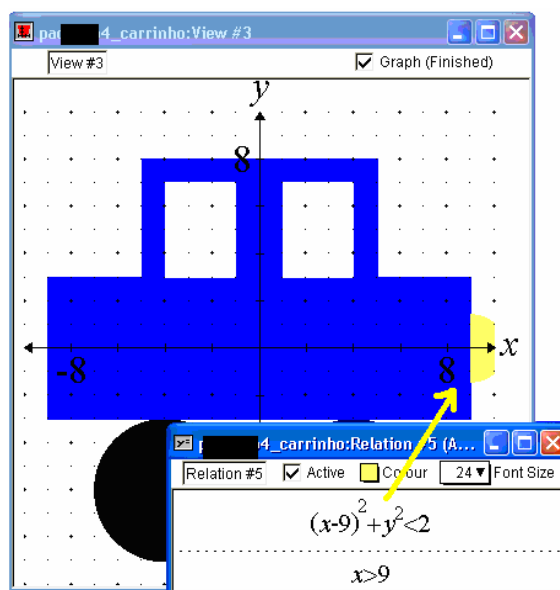 4_carrinho:View #3
View #3 Graph (Finished)
y
8
x
-8 8
4_carrinho:Relation #5 (A...
Relation #5 Active Colour 24 Font Size
(x-9)²+y²<2
x>9